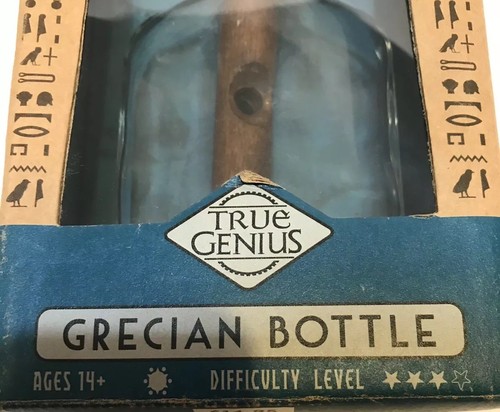 TRUE
GENIUS
GRECIAN BOTTLE
AGES 14+ DIFFICULTY LEVEL